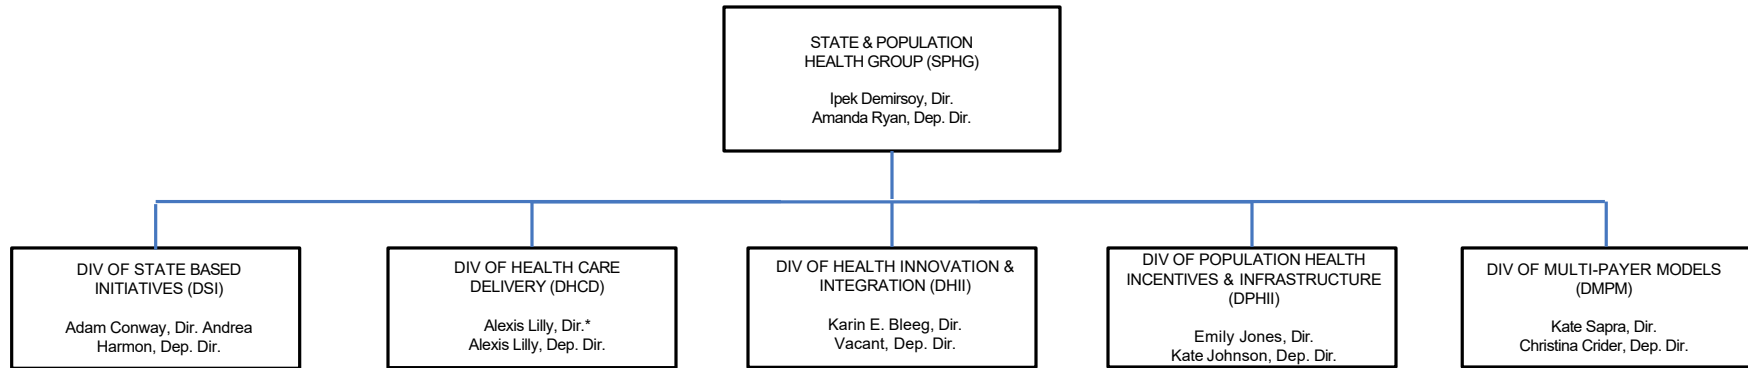 STATE & POPULATION
HEALTH GROUP (SPHG)
Ipek Demirsoy, Dir.
Amanda Ryan, Dep. Dir.
DIV OF STATE BASED
INITIATIVES (DSI)
Adam Conway, Dir. Andrea
Harmon, Dep. Dir.
DIV OF HEALTH CARE
DELIVERY (DHCD)
Alexis Lilly, Dir.*
Alexis Lilly, Dep. Dir.
DIV OF HEALTH INNOVATION &
INTEGRATION (DHII)
Karin E. Bleeg, Dir.
Vacant, Dep. Dir.
DIV OF POPULATION HEALTH
INCENTIVES & INFRASTRUCTURE
(DPHII)
Emily Jones, Dir.
Kate Johnson, Dep. Dir.
DIV OF MULTI-PAYER MODELS
(DMPM)
Kate Sapra, Dir.
Christina Crider, Dep. Dir.